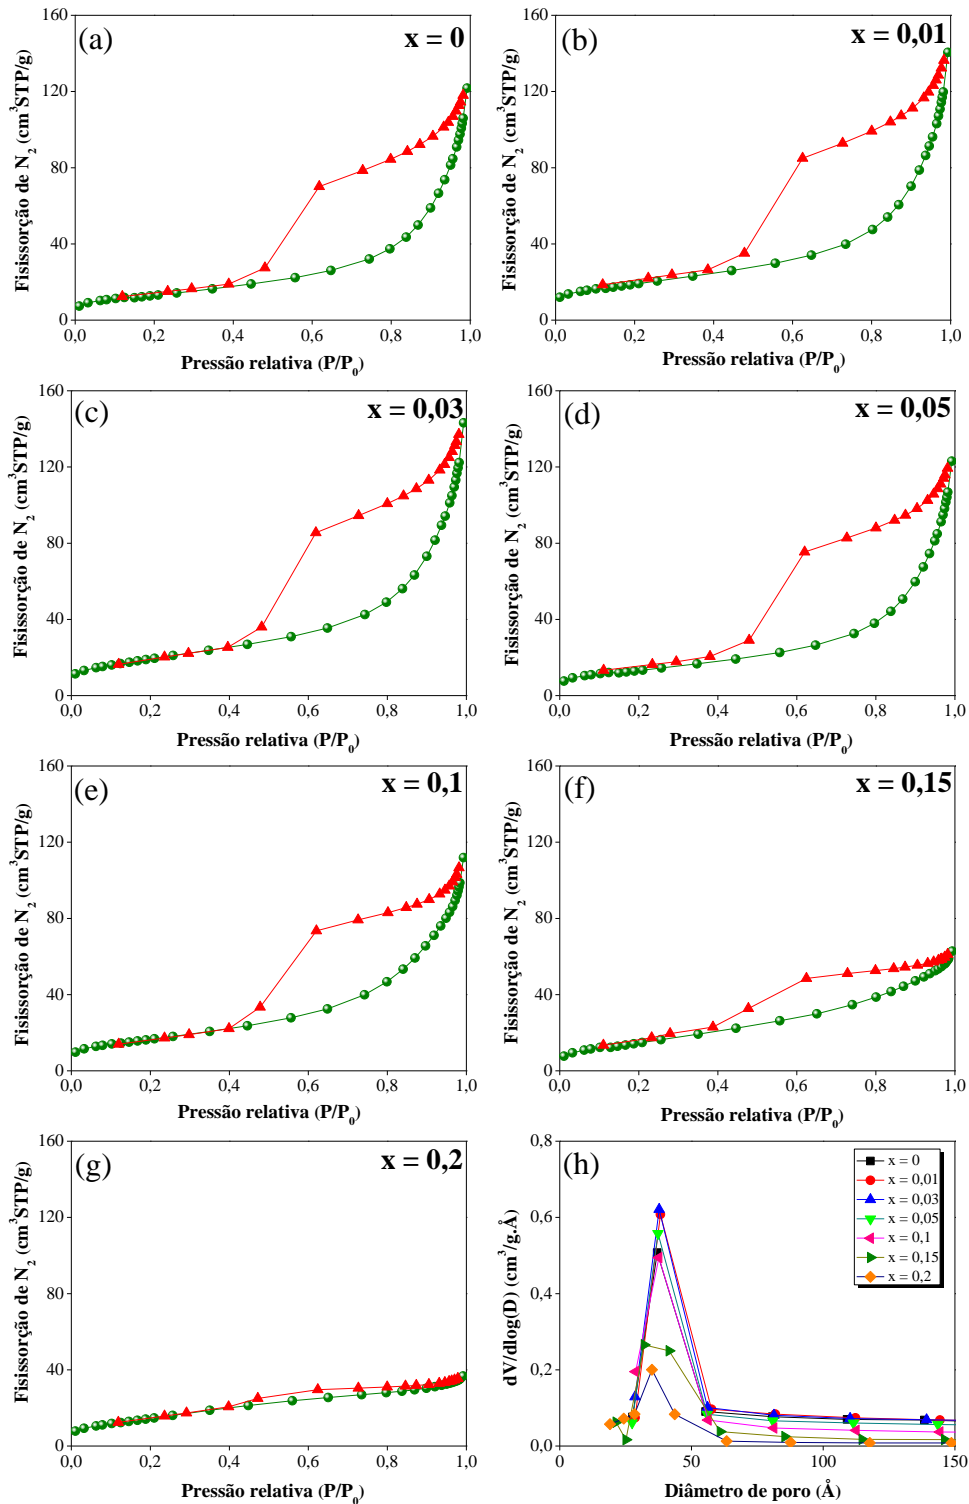 (a)
x = 0
Fisissorção de N2 (cm3STP/g)
160
120
80
40
0
0,0 0,2 0,4 0,6 0,8 1,0
Pressão relativa (P/P0)
(b)
x = 0,01
Fisissorção de N2 (cm3STP/g)
160
120
80
40
0
0,0 0,2 0,4 0,6 0,8 1,0
Pressão relativa (P/P0)
(c)
x = 0,03
Fisissorção de N2 (cm3STP/g)
160
120
80
40
0
0,0 0,2 0,4 0,6 0,8 1,0
Pressão relativa (P/P0)
(d)
x = 0,05
Fisissorção de N2 (cm3STP/g)
160
120
80
40
0
0,0 0,2 0,4 0,6 0,8 1,0
Pressão relativa (P/P0)
(e)
x = 0,1
Fisissorção de N2 (cm3STP/g)
160
120
80
40
0
0,0 0,2 0,4 0,6 0,8 1,0
Pressão relativa (P/P0)
(f)
x = 0,15
Fisissorção de N2 (cm3STP/g)
160
120
80
40
0
0,0 0,2 0,4 0,6 0,8 1,0
Pressão relativa (P/P0)
(g)
x = 0,2
Fisissorção de N2 (cm3STP/g)
160
120
80
40
0
0,0 0,2 0,4 0,6 0,8 1,0
Pressão relativa (P/P0)
(h)
x = 0
x = 0,01
x = 0,03
x = 0,05
x = 0,1
x = 0,15
x = 0,2
dV/dlog(D) (cm3/g.Å)
0,8
0,6
0,4
0,2
0,0
0 50 100 150
Diâmetro de poro (Å)